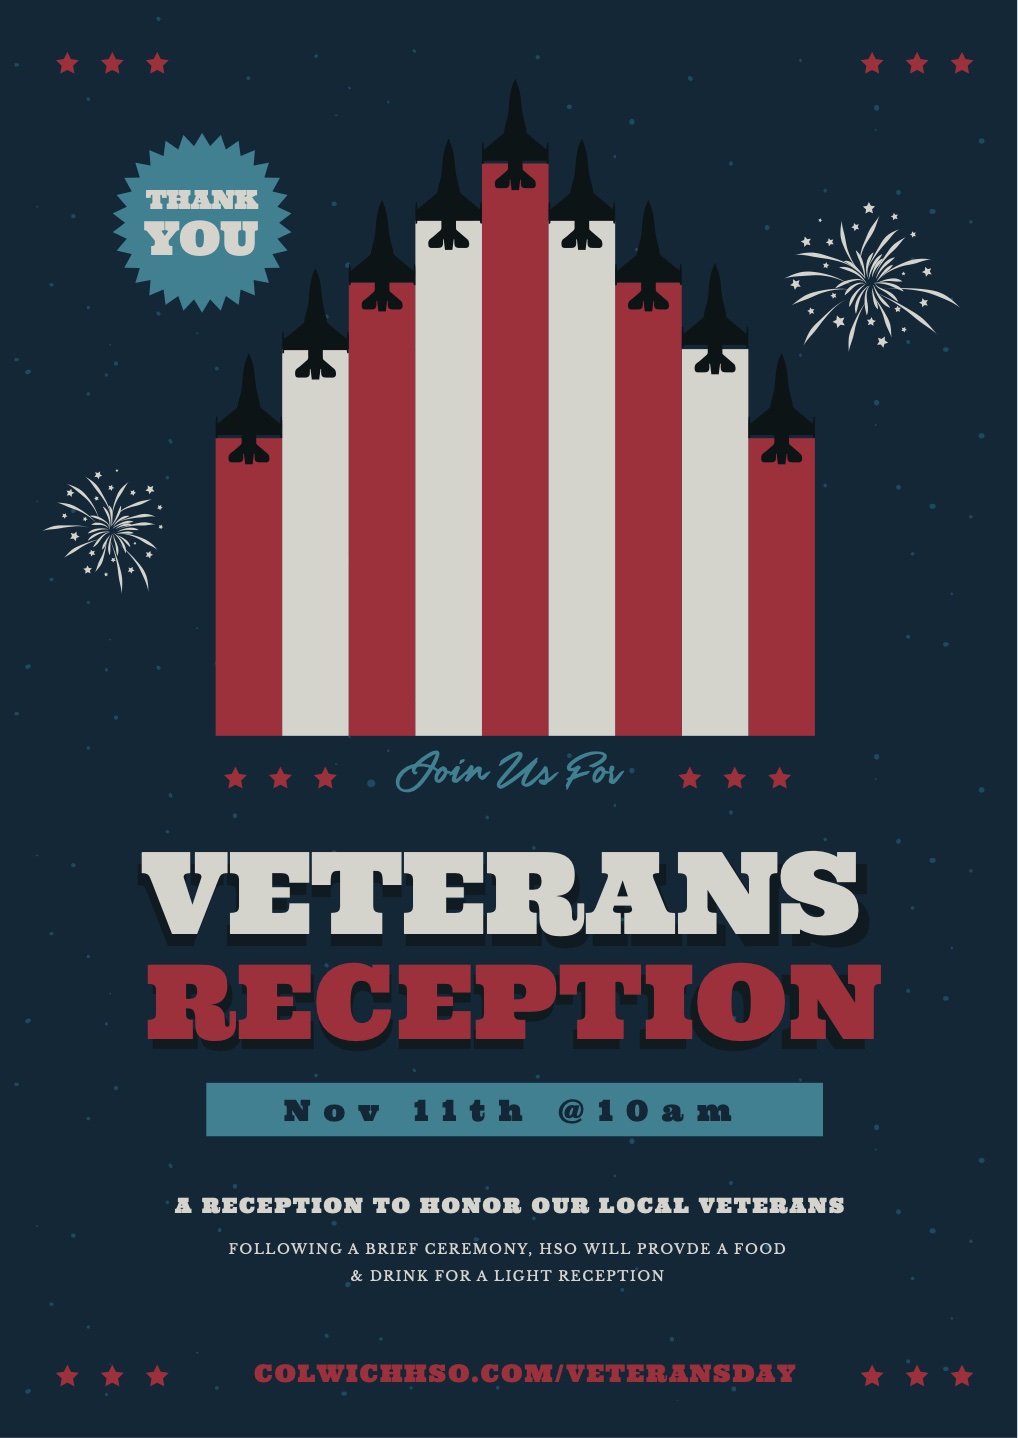 THANK
YOU
Join Us For
VETERANS
RECEPTION
Nov 11th @10am
A RECEPTION TO HONOR OUR LOCAL VETERANS
FOLLOWING A BRIEF CEREMONY, HSO WILL PROVDE A FOOD
& DRINK FOR A LIGHT RECEPTION
COLWICHHSO.COM/VETERANSDAY